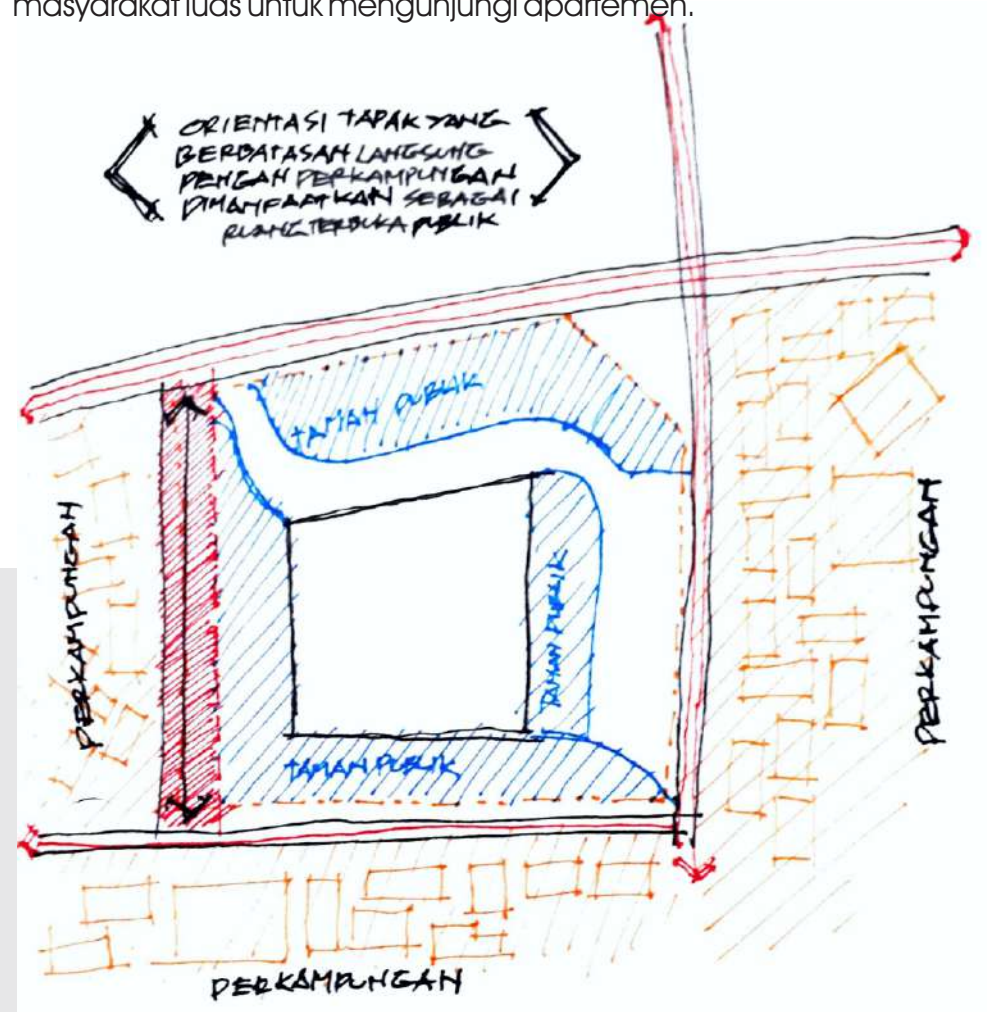 masyarakat luas untuk mengunjungi apartemen.
ORIENTASI TAPAK YANG
BERBATASAN LANGSUNG
DENGAN PERKAMPUNGAN
DIMANFAATKAN SEBAGAI
RUANG TERBUKA PUBLIK
TAMAN PUBLIK
PERKAMPUNGAN
TAMAN PUBLIK
PERKAMPUNGAN
TAMAN PUBLIK
PERKAMPUNGAN